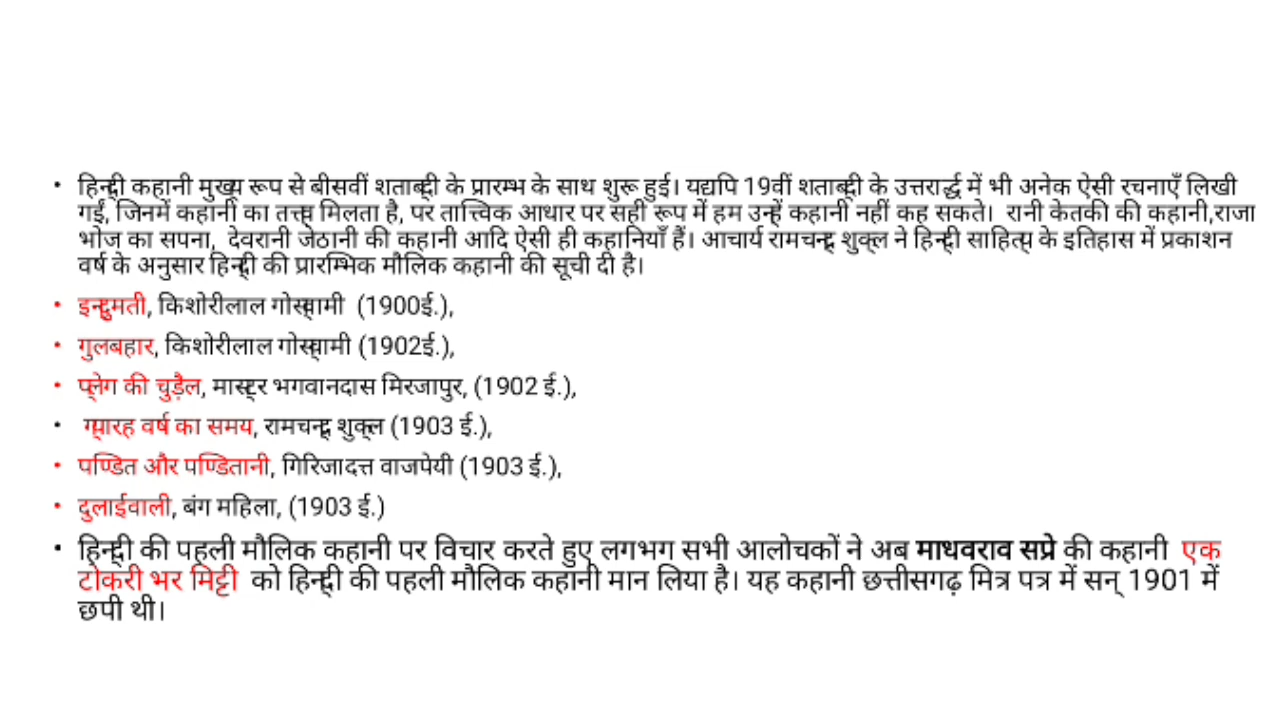 • हिन्दी कहानी मुख्य रूप से बीसवीं शताब्दी के प्रारम्भ के साथ शुरू हुई। यद्यपि 19वीं शताब्दी के उत्तरार्द्ध में भी अनेक ऐसी रचनाएँ लिखी
गईं, जिनमें कहानी का तत्त्व मिलता है, पर तात्त्विक आधार पर सही रूप में हम उन्हें कहानी नहीं कह सकते। रानी केतकी की कहानी,राजा
भोज का सपना, देवरानी जेठानी की कहानी आदि ऐसी ही कहानियाँ हैं। आचार्य रामचन्द्र शुक्ल ने हिन्दी साहित्य के इतिहास में प्रकाशन
वर्ष के अनुसार हिन्दी की प्रारम्भिक मौलिक कहानी की सूची दी है।
• इन्दुमती, किशोरीलाल गोस्वामी (1900ई.),
• गुलबहार, किशोरीलाल गोस्वामी (1902ई.),
• प्लेग की चुड़ैल, मास्टर भगवानदास मिरजापुर, (1902 ई.),
• ग्यारह वर्ष का समय, रामचन्द्र शुक्ल (1903 ई.),
• पण्डित और पण्डितानी, गिरिजादत्त वाजपेयी (1903 ई.),
• दुलाईवाली, बंग महिला, (1903 ई.)
• हिन्दी की पहली मौलिक कहानी पर विचार करते हुए लगभग सभी आलोचकों ने अब माधवराव सप्रे की कहानी एक
टोकरी भर मिट्टी को हिन्दी की पहली मौलिक कहानी मान लिया है। यह कहानी छत्तीसगढ़ मित्र पत्र में सन् 1901 में
छपी थी।